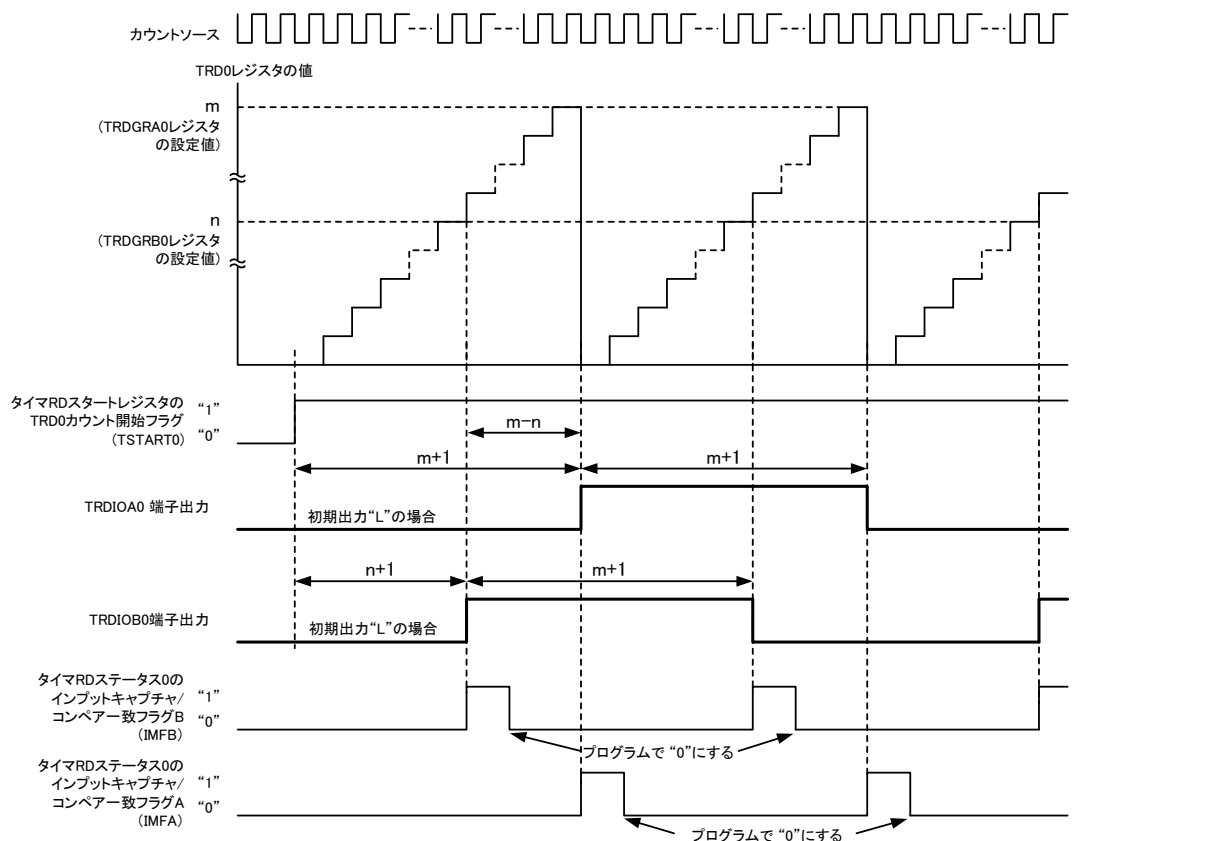 カウントソース
TRD0レジスタの値
m
(TRDGRA0レジスタ
の設定値)
n
(TRDGRB0レジスタ
の設定値)
タイマRDスタートレジスタの
TRD0カウント開始フラグ
(TSTART0)
“1”
“0”
m-n
m+1
m+1
TRDIOA0 端子出力
初期出力“L”の場合
n+1
m+1
TRDIOB0端子出力
初期出力“L”の場合
タイマRDステータス0の
インプットキャプチャ/
コンペアー致フラグB
(IMFB)
“1”
“0”
プログラムで “0”にする
タイマRDステータス0の
インプットキャプチャ/
コンペアー致フラグA
(IMFA)
“1”
“0”
プログラムで “0”にする